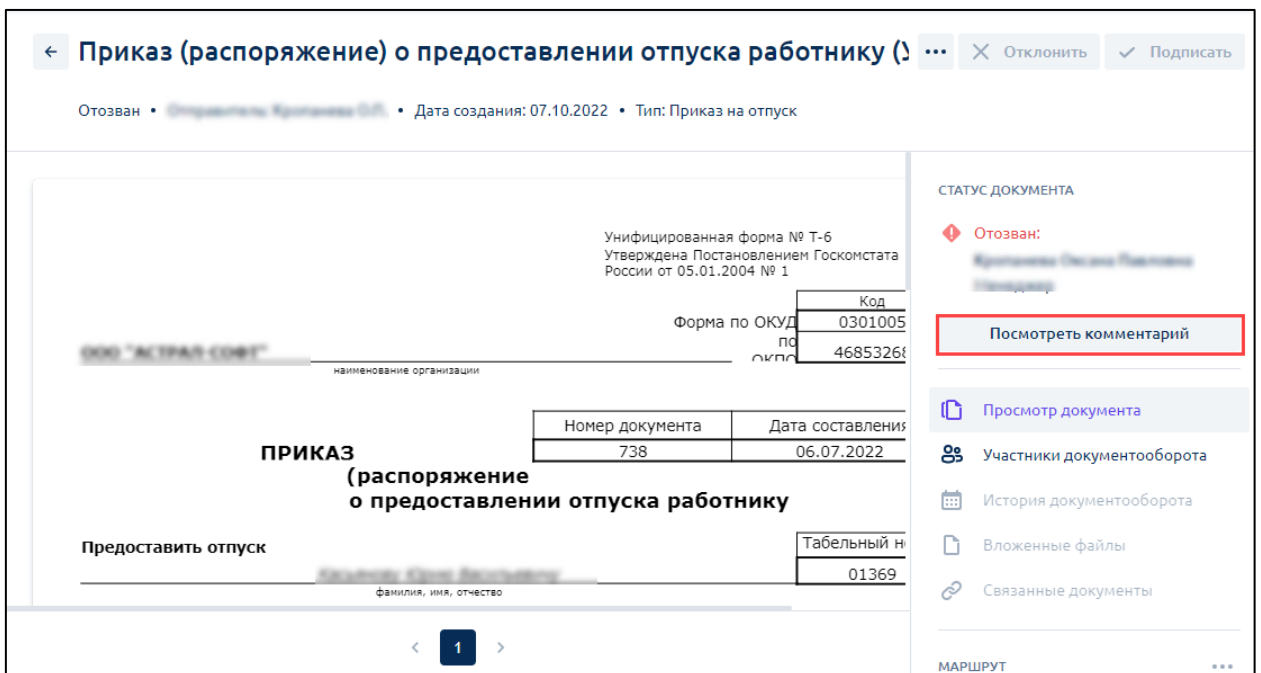 Приказ (распоряжение) о предоставлении отпуска работнику (У
Отклонить
Подписать
Отозван • • Дата создания: 07.10.2022 • Тип: Приказ на отпуск
СТАТУС ДОКУМЕНТА
Отозван:
Посмотреть комментарий
Просмотр документа
Участники документооборота
История документооборота
Вложенные файлы
Связанные документы
МАРШРУТ
Унифицированная форма № Т-6
Утверждена Постановлением Госкомстата
России от 05.01.2004 № 1
Код
Форма по ОКУД 0301005
по
ОКПО 46853268
ООО "АСТРАЛ-СОФТ"
наименование организации
Номер документа Дата составления
738 06.07.2022
ПРИКАЗ
(распоряжение
о предоставлении отпуска работнику
Предоставить отпуск
Табельный н
01369
фамилия, имя, отчество
1